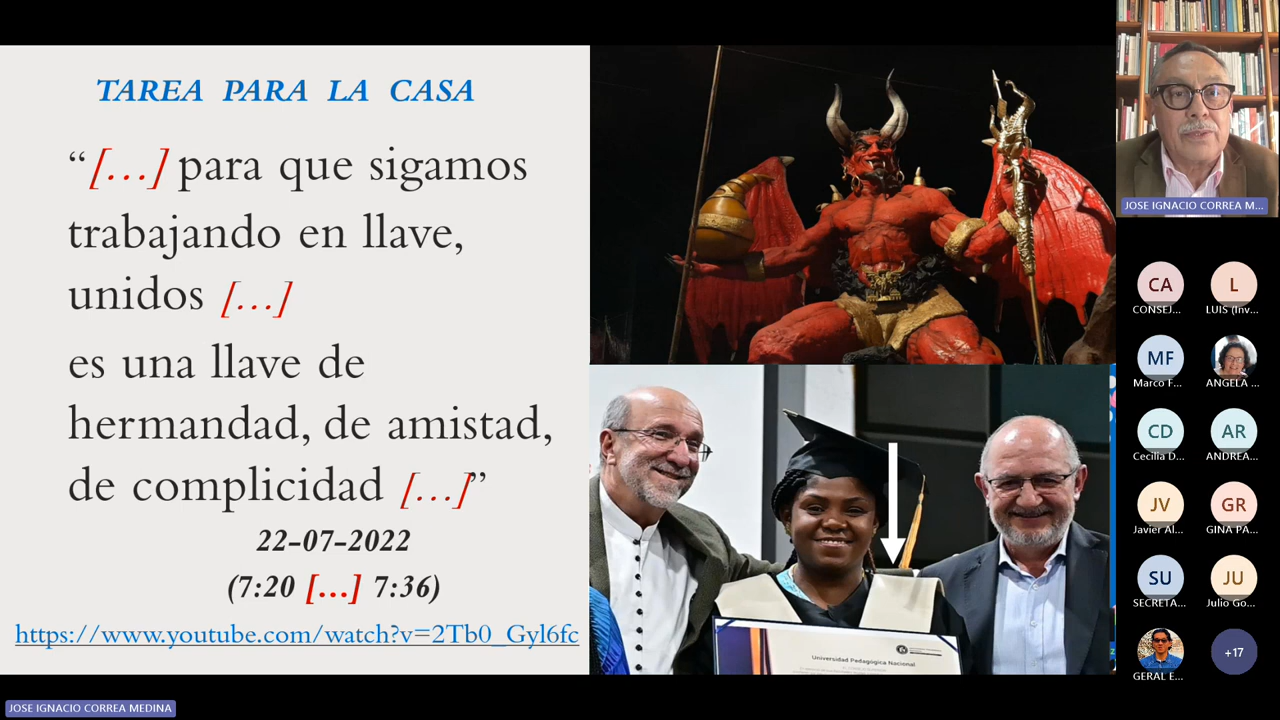 TAREA PARA LA CASA
“[...] para que sigamos
trabajando en llave,
unidos [...]
es una llave de
hermandad, de amistad,
de complicidad [...]”
22-07-2022
(7:20 [...] 7:36)
https://www.youtube.com/watch?v=2Tb0_Gyl6fc
Universidad Pedagógica Nacional
JOSE IGNACIO CORREA M...
CA
L
CONSEJ...
LUIS (Inv...
MF
Marco F...
ANGELA ...
CD
AR
Cecilia D...
ANDREA...
JV
GR
Javier Al...
GINA PA...
SU
JU
SECRETA...
Julio Go...
+17
GERAL E...
JOSE IGNACIO CORREA MEDINA